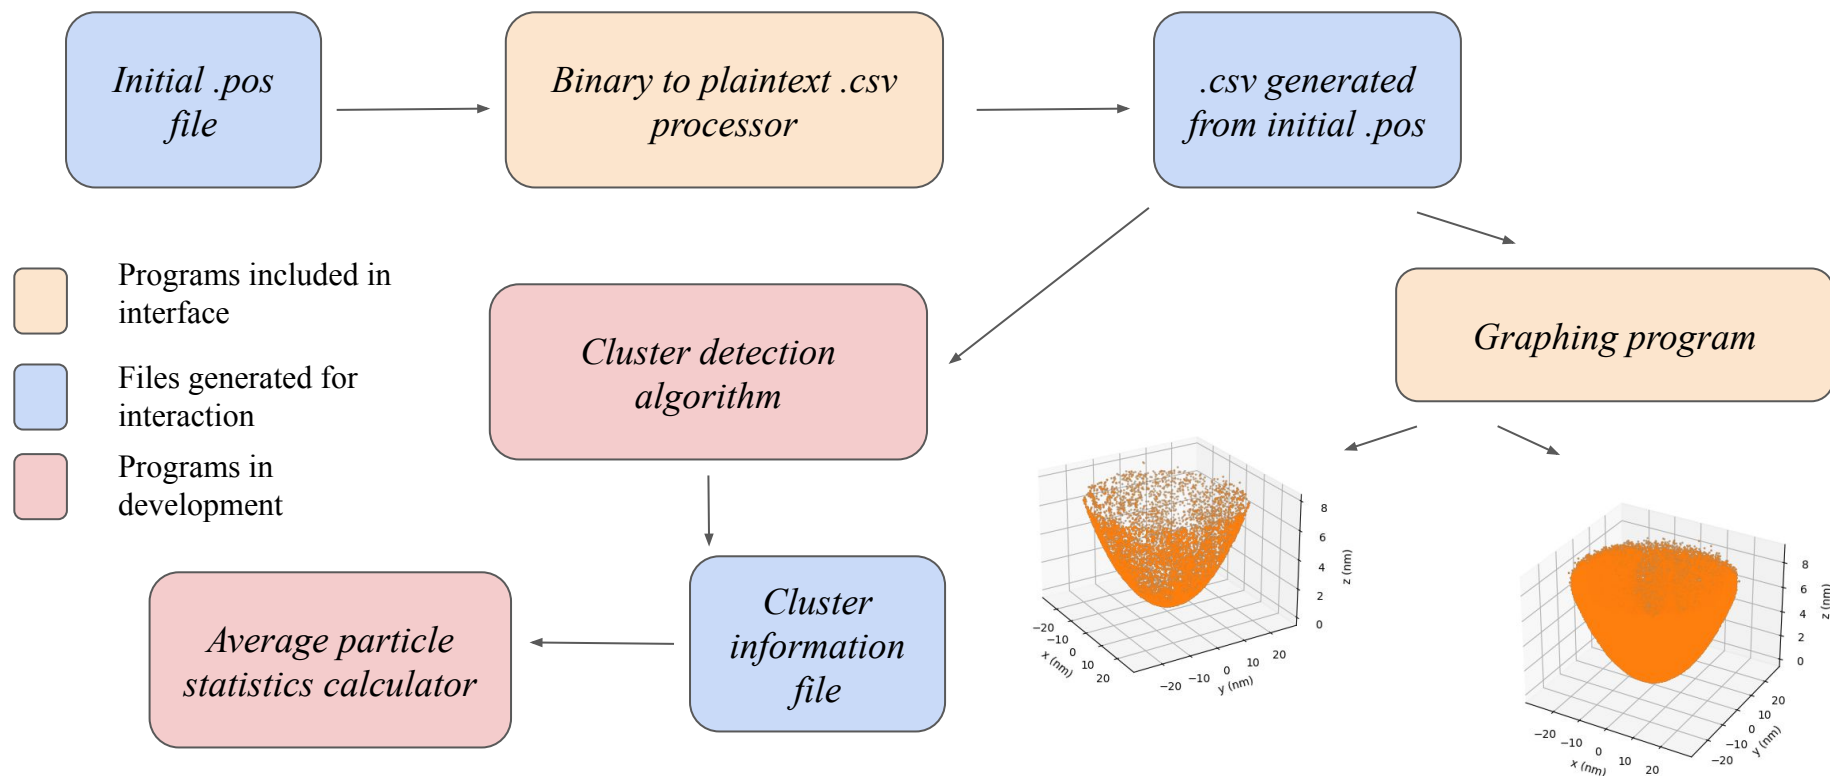 Initial .pos
file
Binary to plaintext .csv
processor
.csv generated
from initial .pos
Programs included in
interface
Files generated for
interaction
Programs in
development
Cluster detection
algorithm
Graphing program
Cluster
information
file
Average particle
statistics calculator
8
6
4
2
0
z (nm)
−20
−10
0
10
20
x (nm)
−20
−10
0
10
20
y (nm)
8
6
4
2
0
z (nm)
−20
−10
0
10
20
x (nm)
−20
−10
0
10
20
y (nm)